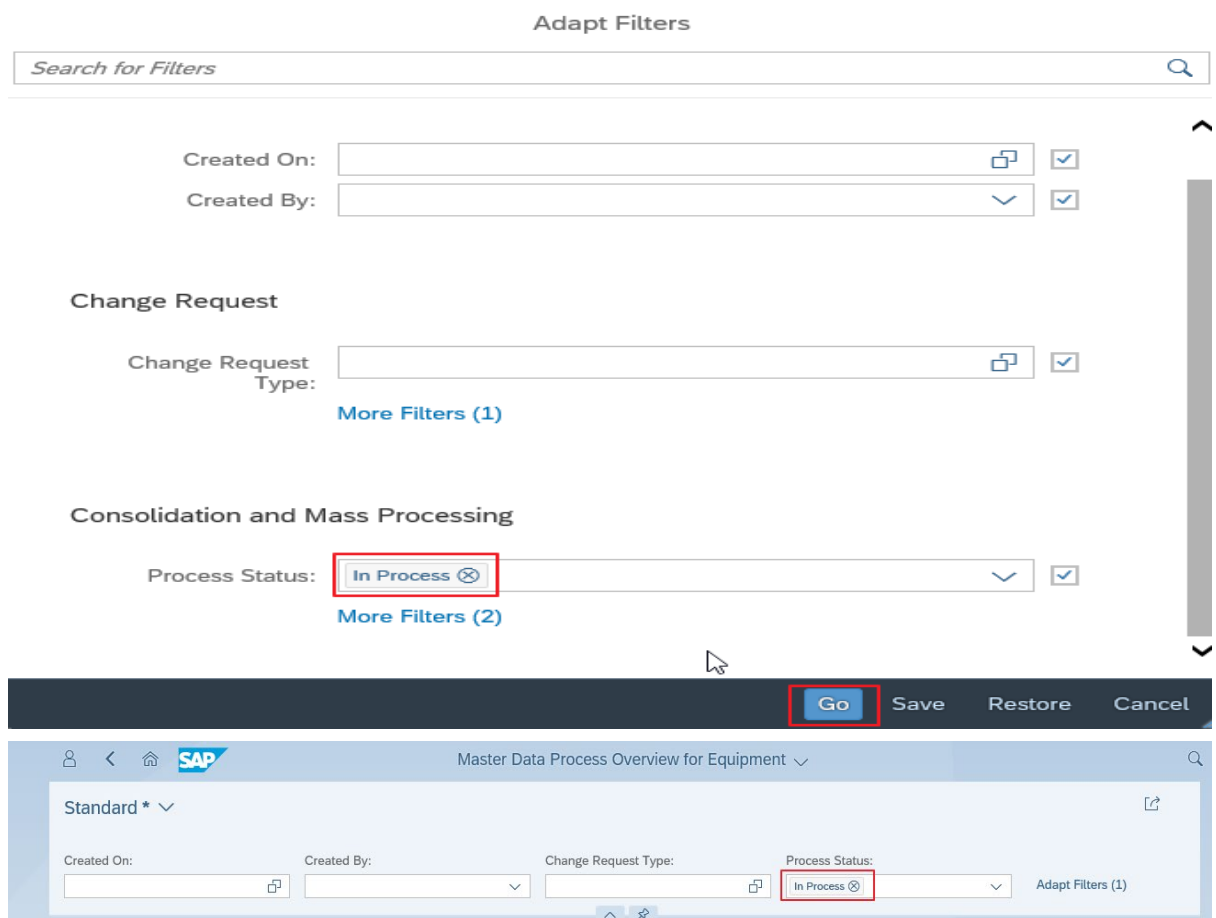 Adapt Filters
Search for Filters
Created On:
Created By:
Change Request
Change Request
Type:
More Filters (1)
Consolidation and Mass Processing
Process Status: In Process
More Filters (2)
Go Save Restore Cancel
SAP Master Data Process Overview for Equipment
Standard *
Created On: Created By: Change Request Type: Process Status:
In Process Adapt Filters (1)